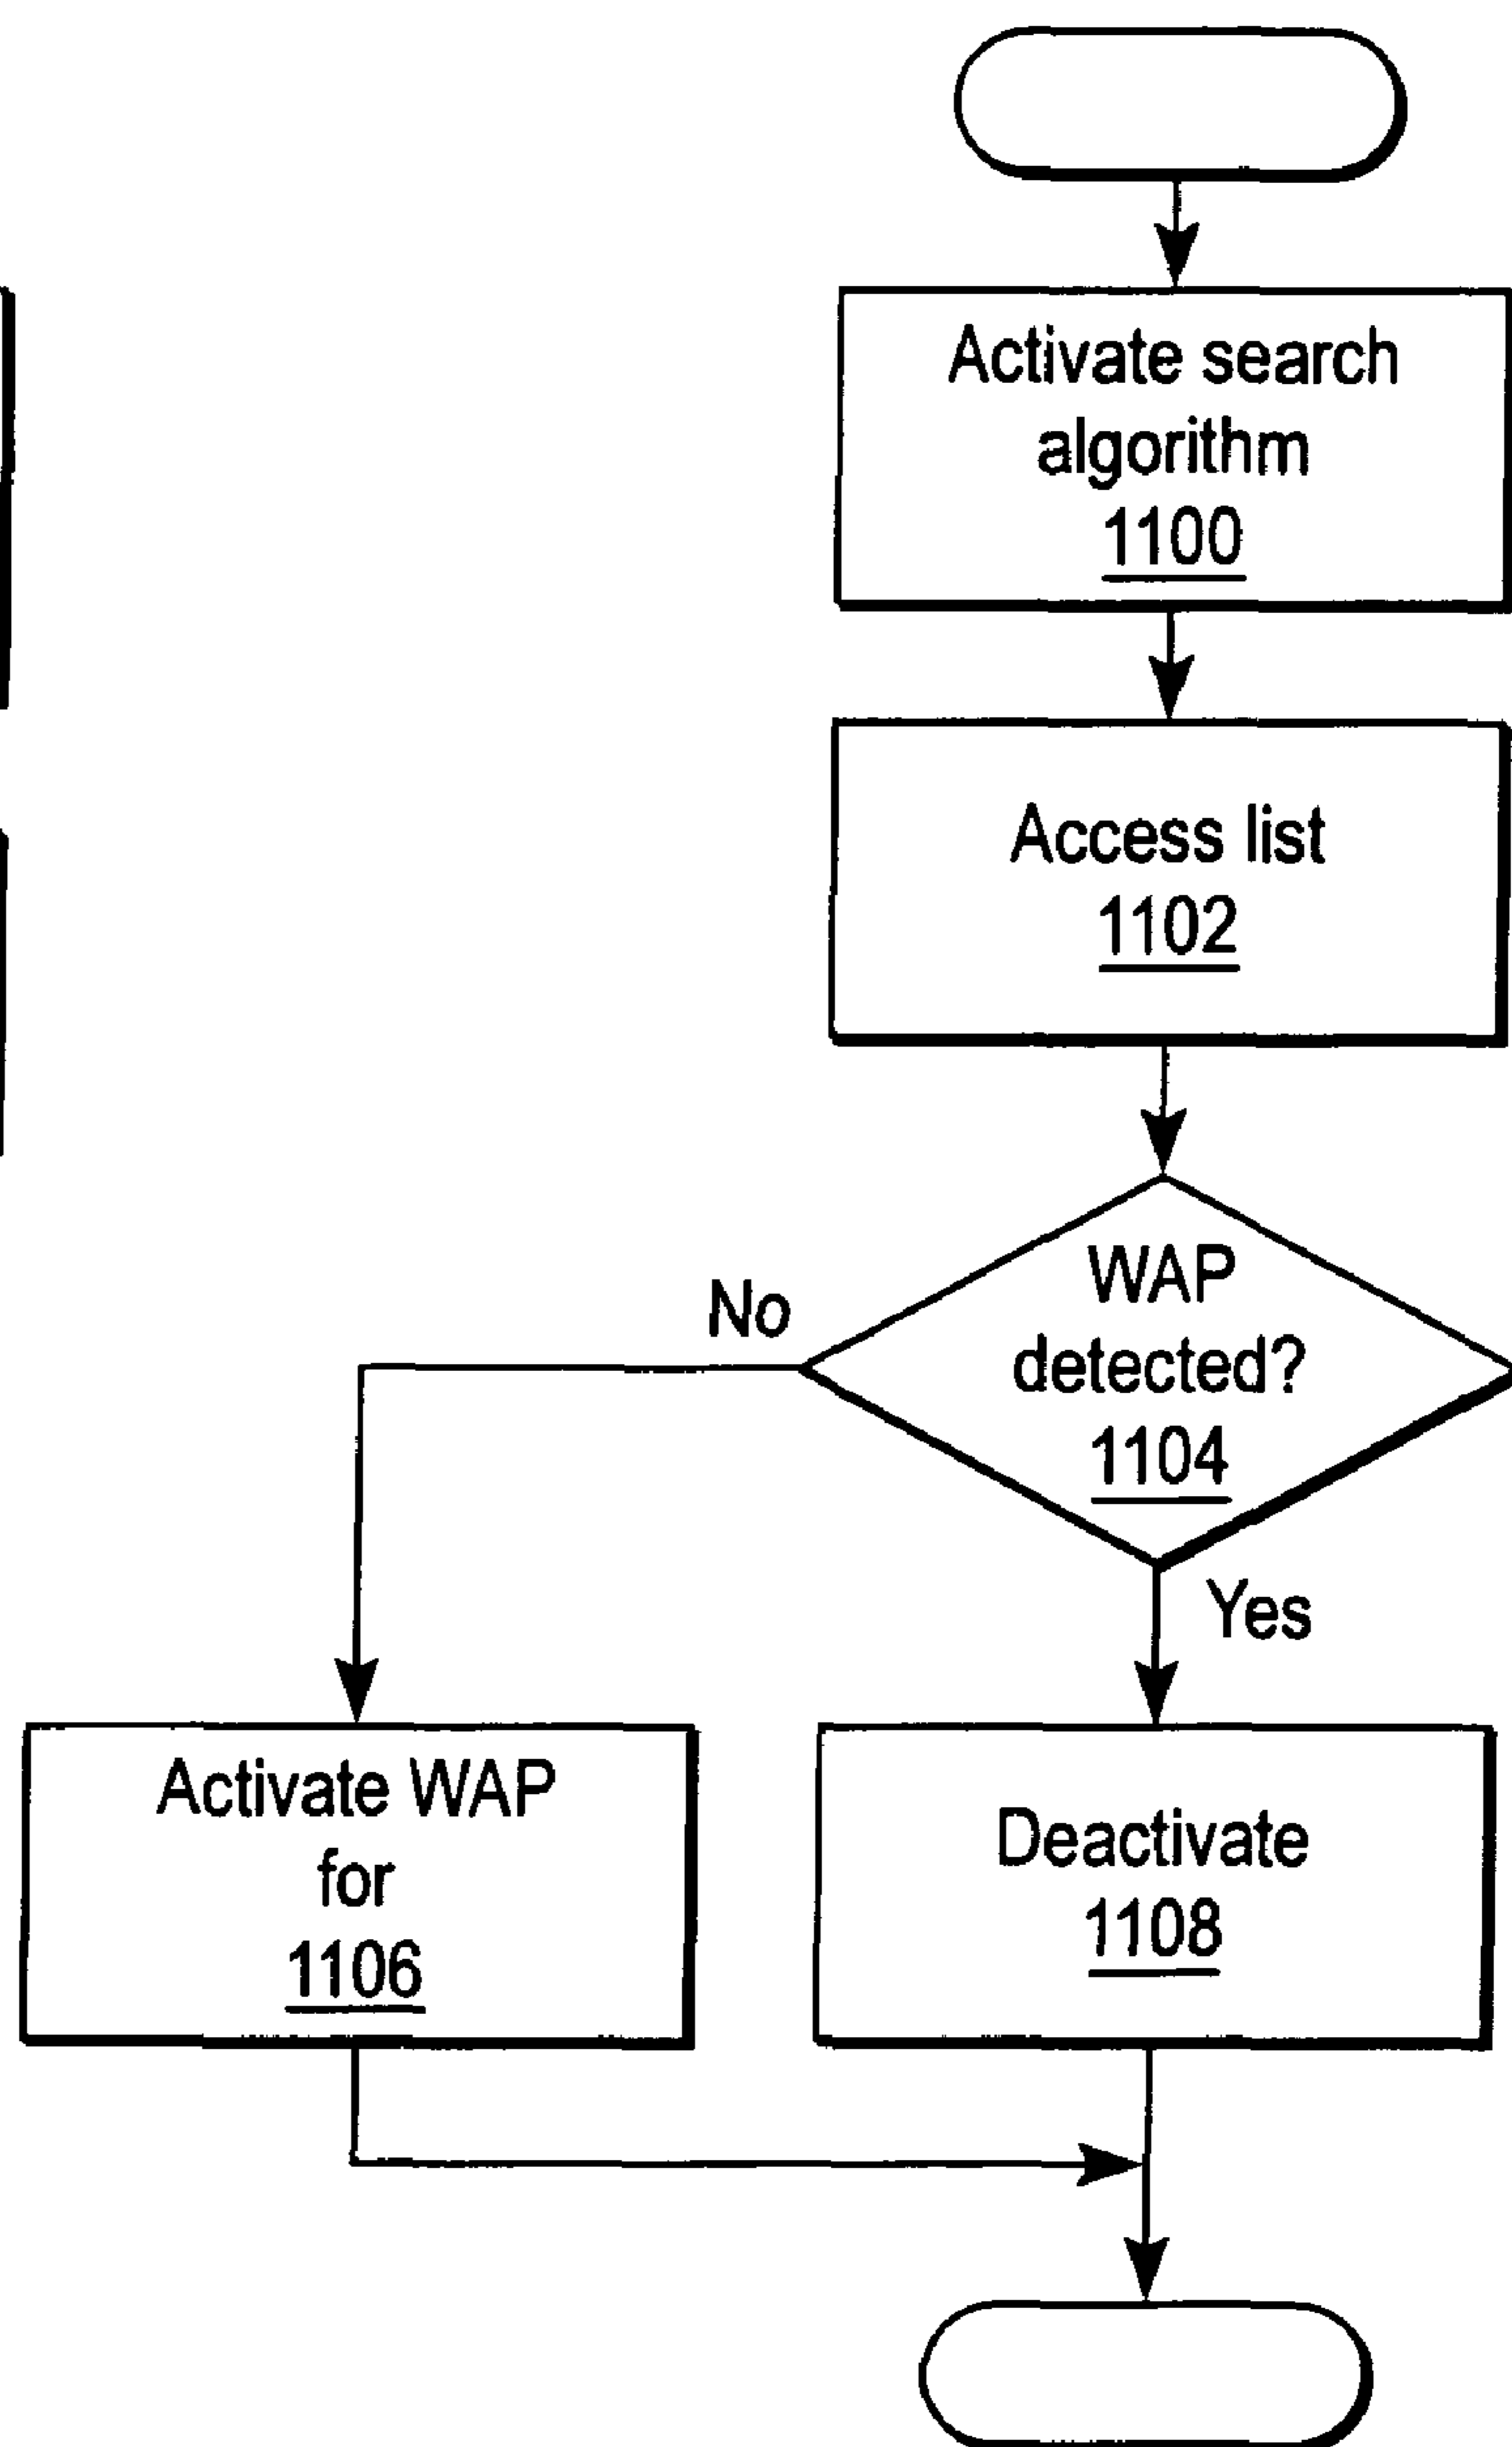 Activate search
algorithm
1100
Access list
1102
WAP
detected?
1104
No
Yes
Activate WAP
for
1106
Deactivate
1108